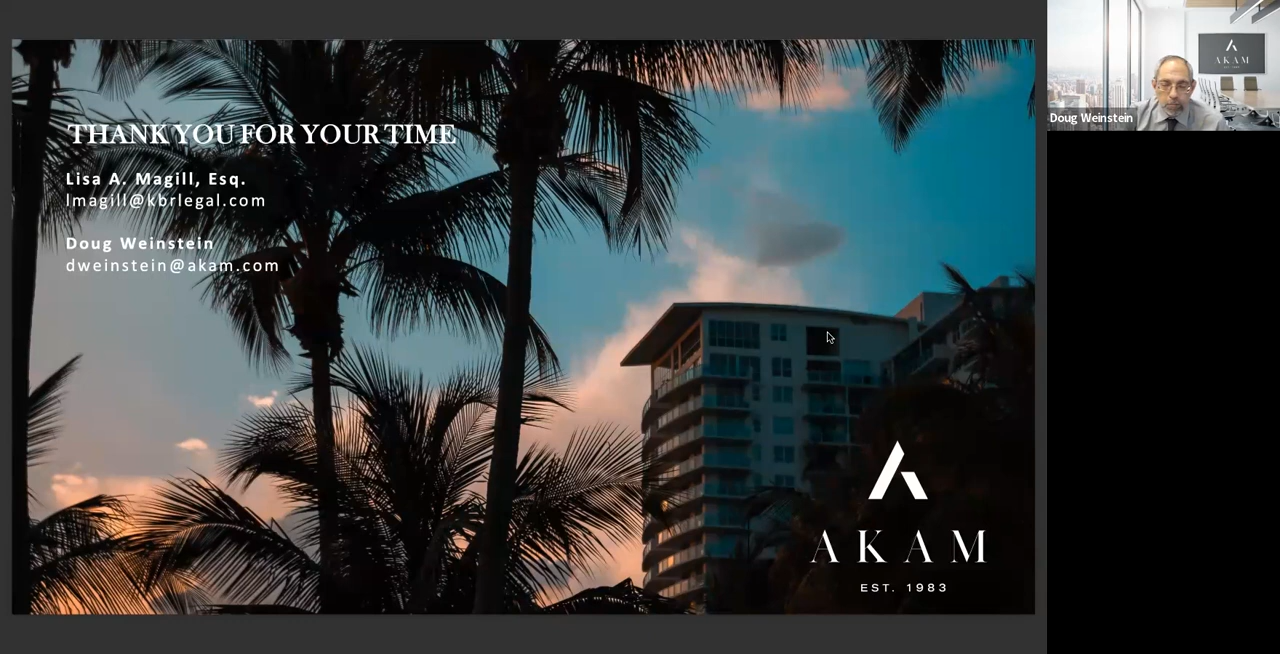 THANK YOU FOR YOUR TIME
Lisa A. Magill, Esq.
lmagill@kbrlegal.com
Doug Weinstein
dweinstein@akam.com
AKAM
EST. 1983
AKAM
Doug Weinstein